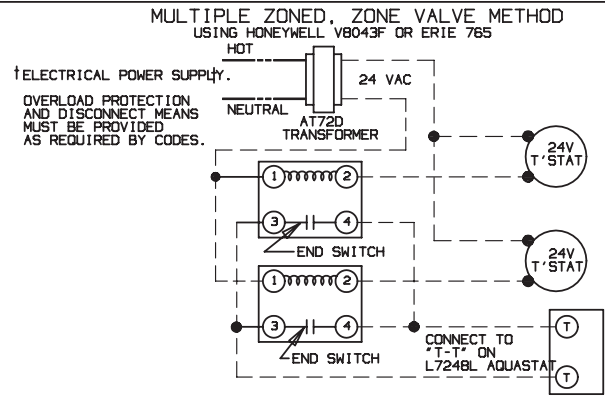 MULTIPLE ZONED, ZONE VALVE METHOD
USING HONEYWELL V8043F OR ERIE 765
HOT
†ELECTRICAL POWER SUPPLY.
24 VAC
OVERLOAD PROTECTION
AND DISCONNECT MEANS
MUST BE PROVIDED
AS REQUIRED BY CODES.
NEUTRAL
AT72D
TRANSFORMER
24V
T'STAT
1
2
3
4
END SWITCH
24V
T'STAT
1
2
3
4
END SWITCH
CONNECT TO
"T-T" ON
L7248L AQUASTAT
T
T